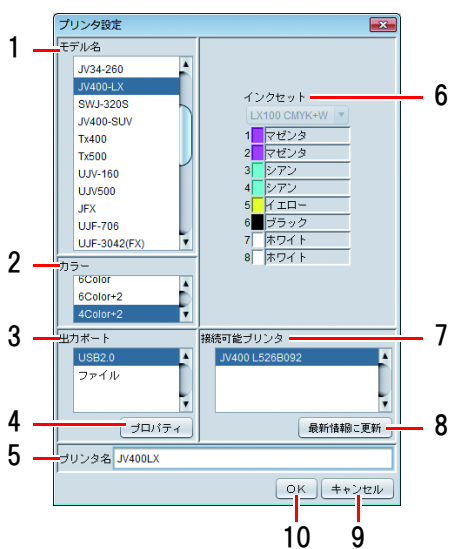 プリンタ設定
1
モデル名
JV34-260
JV400-LX
SWJ-320S
JV400-SUV
Tx400
Tx500
UJV-160
UJV500
JFX
UJF-706
UJF-3042(FX)
6
インクセット
LX100 CMYK+W
1 マゼンタ
2 マゼンタ
3 シアン
4 シアン
5 イエロー
6 ブラック
7 ホワイト
8 ホワイト
2
カラー
6Color
6Color+2
4Color+2
3
出力ポート
USB2.0
ファイル
4
プロパティ
7
接続可能プリンタ
JV400 L526B092
8
最新情報に更新
5
プリンタ名 JV400LX
OK キャンセル
10 9